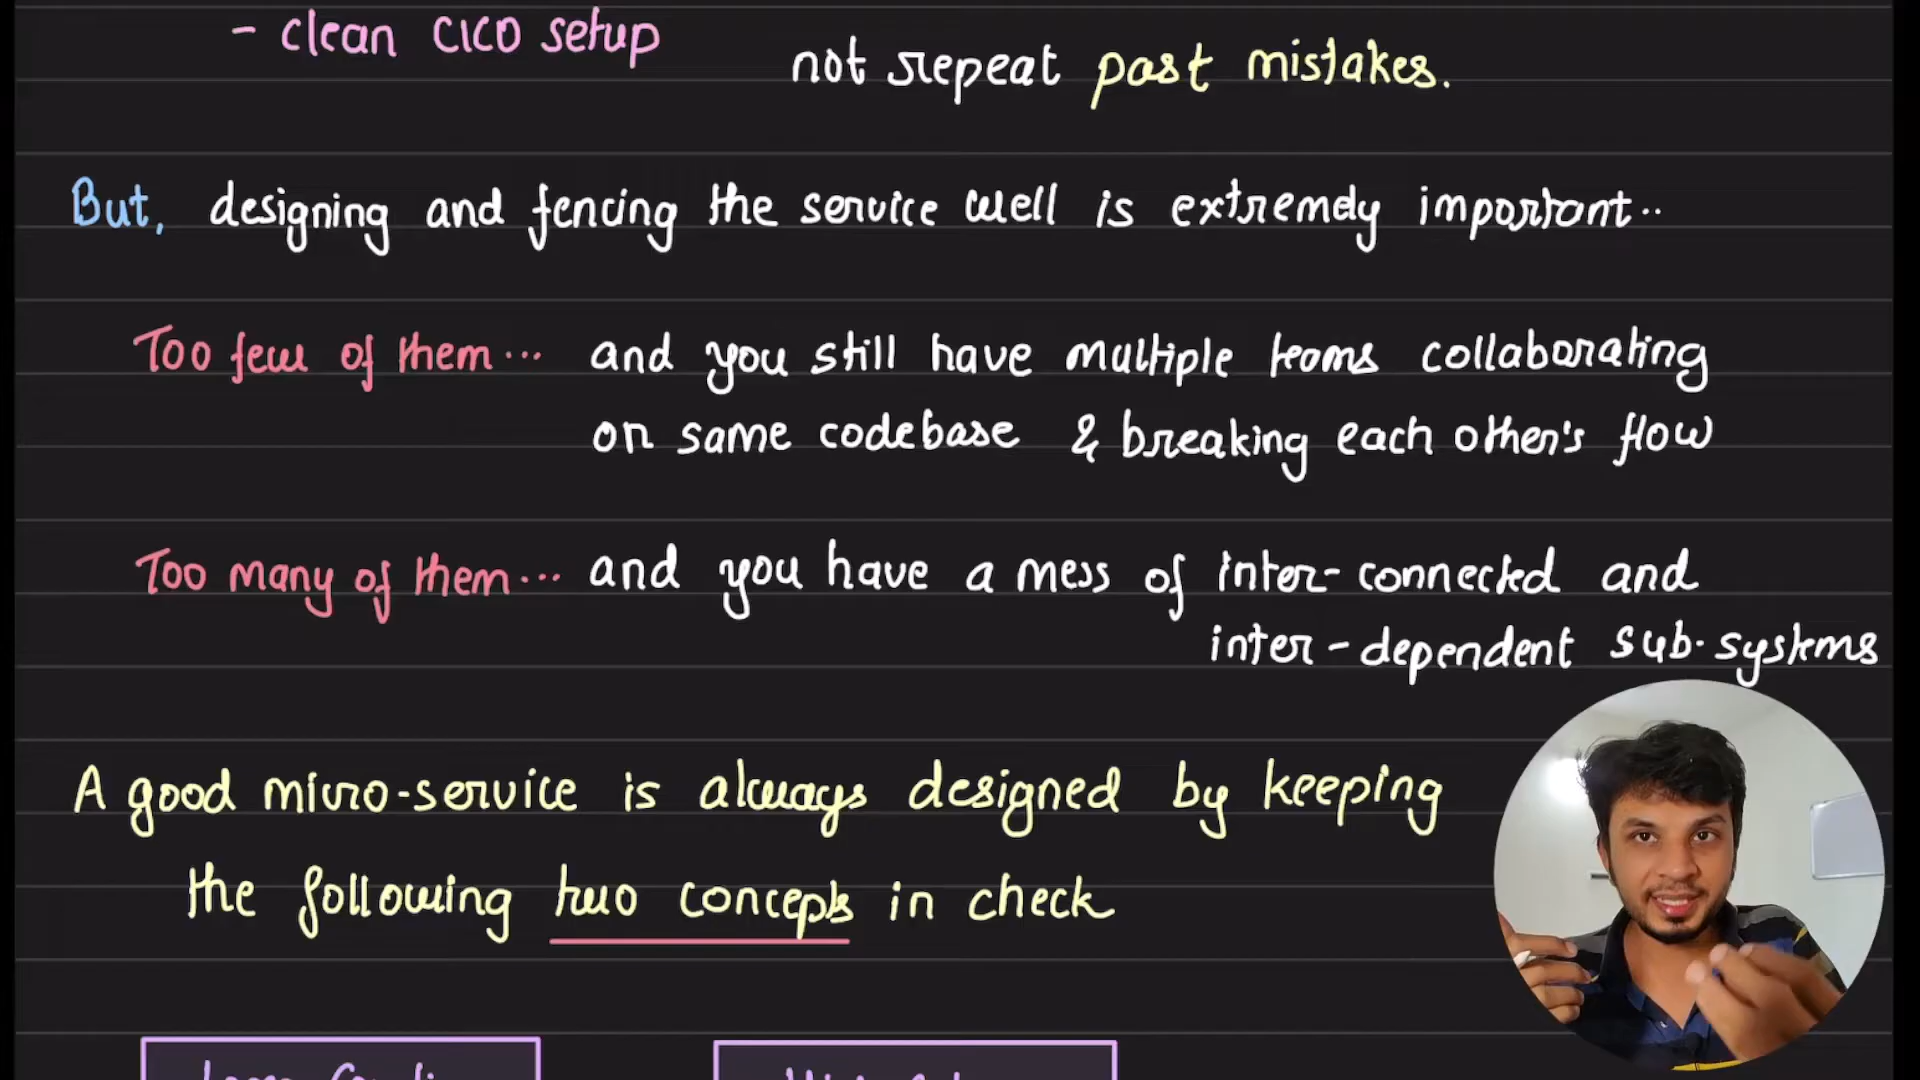 - clean CICD setup
not repeat past mistakes.
But, designing and fencing the service well is extremely important..
Too few of them... and you still have multiple teams collaborating
on same codebase & breaking each other's flow
Too many of them... and you have a mess of inter-connected and
inter-dependent sub-systems
A good micro-service is always designed by keeping
the following two concepts in check